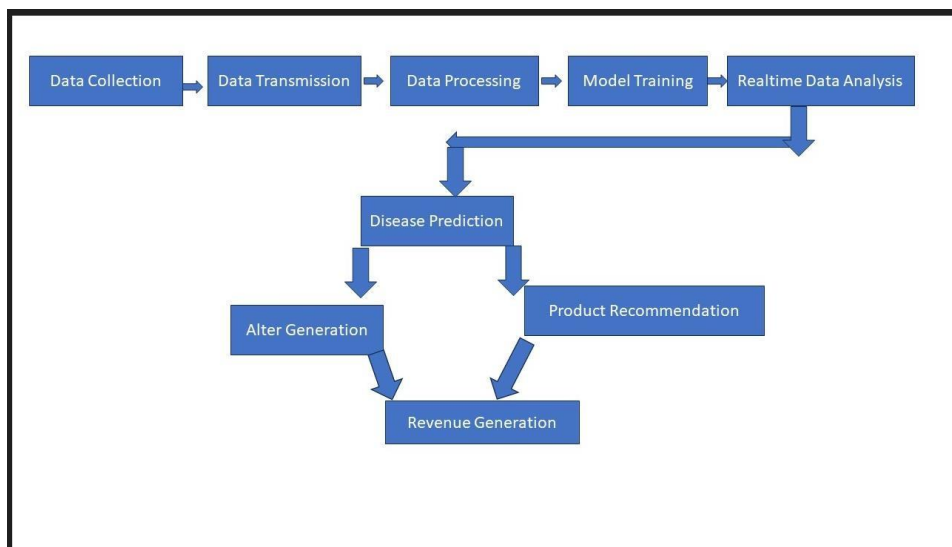 Data Collection
Data Transmission
Data Processing
Model Training
Realtime Data Analysis
Disease Prediction
Alter Generation
Product Recommendation
Revenue Generation